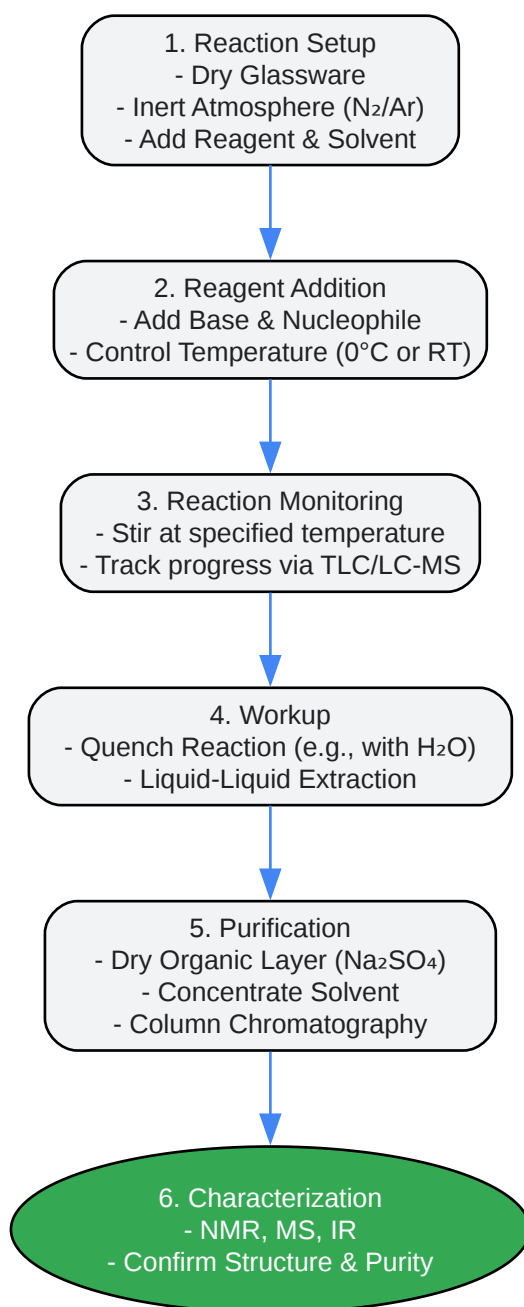 1. Reaction Setup
- Dry Glassware
- Inert Atmosphere (N₂/Ar)
- Add Reagent & Solvent
2. Reagent Addition
- Add Base & Nucleophile
- Control Temperature (0°C or RT)
3. Reaction Monitoring
- Stir at specified temperature
- Track progress via TLC/LC-MS
4. Workup
- Quench Reaction (e.g., with H₂O)
- Liquid-Liquid Extraction
5. Purification
- Dry Organic Layer (Na₂SO₄)
- Concentrate Solvent
- Column Chromatography
6. Characterization
- NMR, MS, IR
- Confirm Structure & Purity